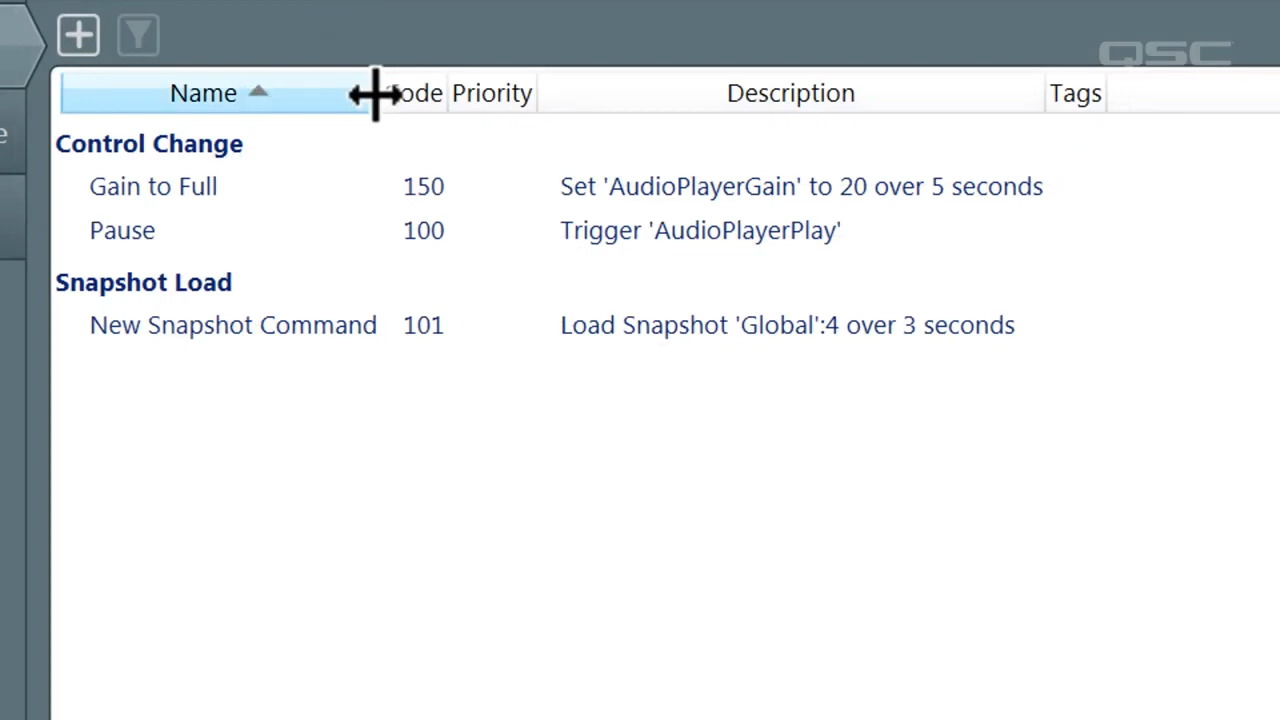 QSC
Name Code Priority Description Tags
Control Change
Gain to Full 150 Set 'AudioPlayerGain' to 20 over 5 seconds
Pause 100 Trigger 'AudioPlayerPlay'
Snapshot Load
New Snapshot Command 101 Load Snapshot 'Global':4 over 3 seconds
e